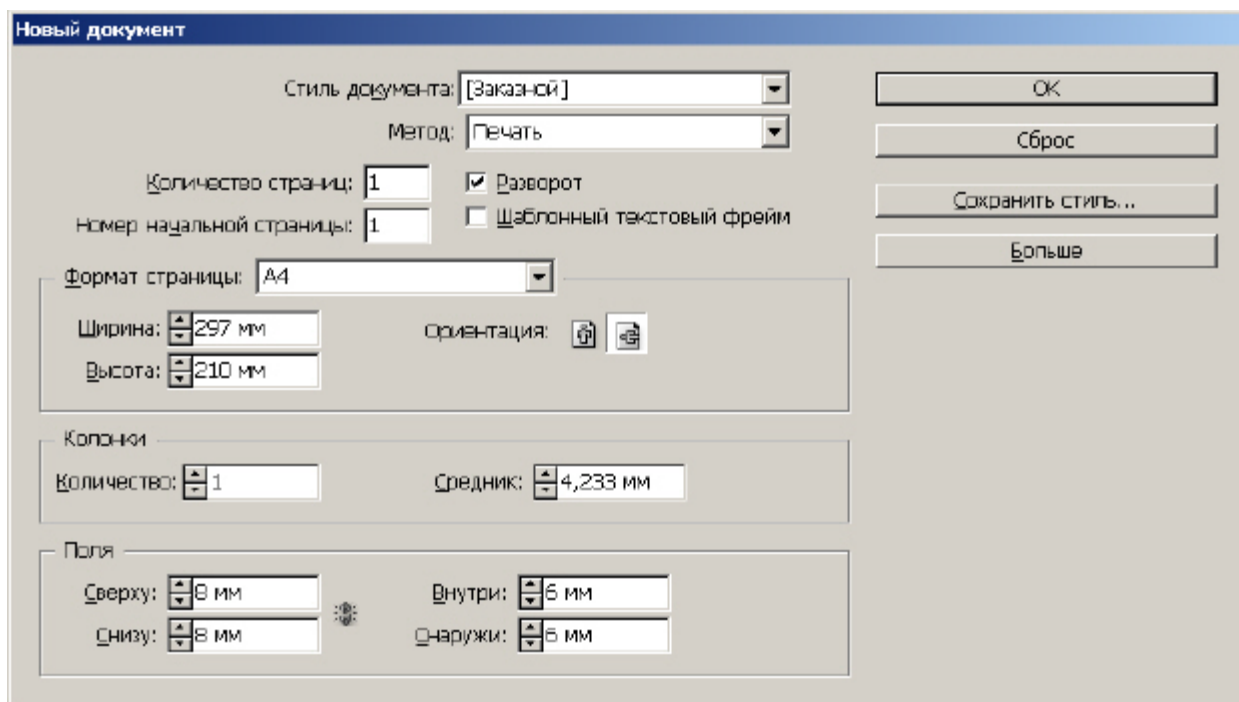 Новый документ
Стиль документа: [Заказной]
OK
Метод: Печать
Сброс
Количество страниц: 1
Разворот
Сохранить стиль...
Номер начальной страницы: 1
Шаблонный текстовый фрейм
Больше
Формат страницы: A4
Ширина: 297 мм
Ориентация:
Высота: 210 мм
Колонки
Количество: 1
Средник: 4,233 мм
Поля
Сверху: 8 мм
Внутри: 6 мм
Снизу: 8 мм
Снаружи: 6 мм